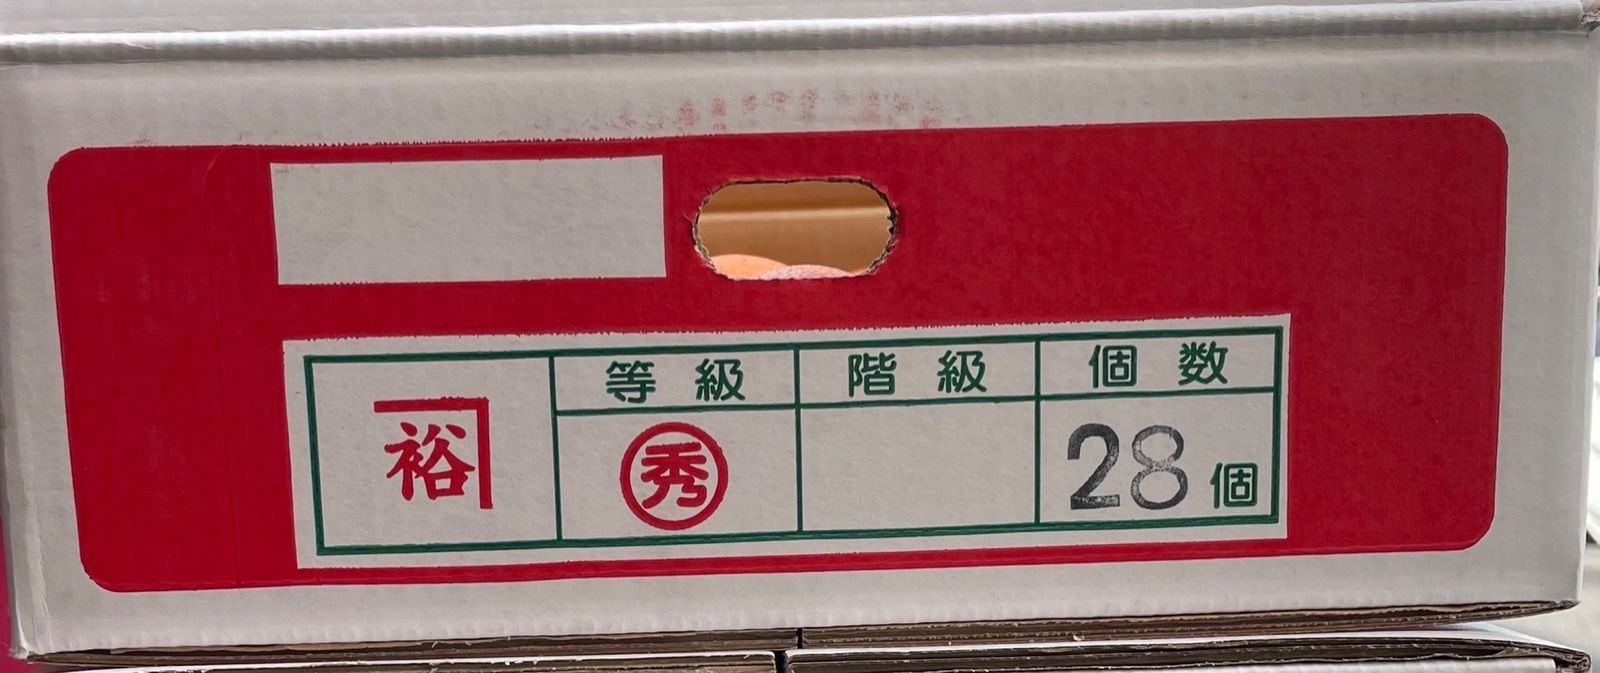 裕
等級 階級 個数
秀 28個